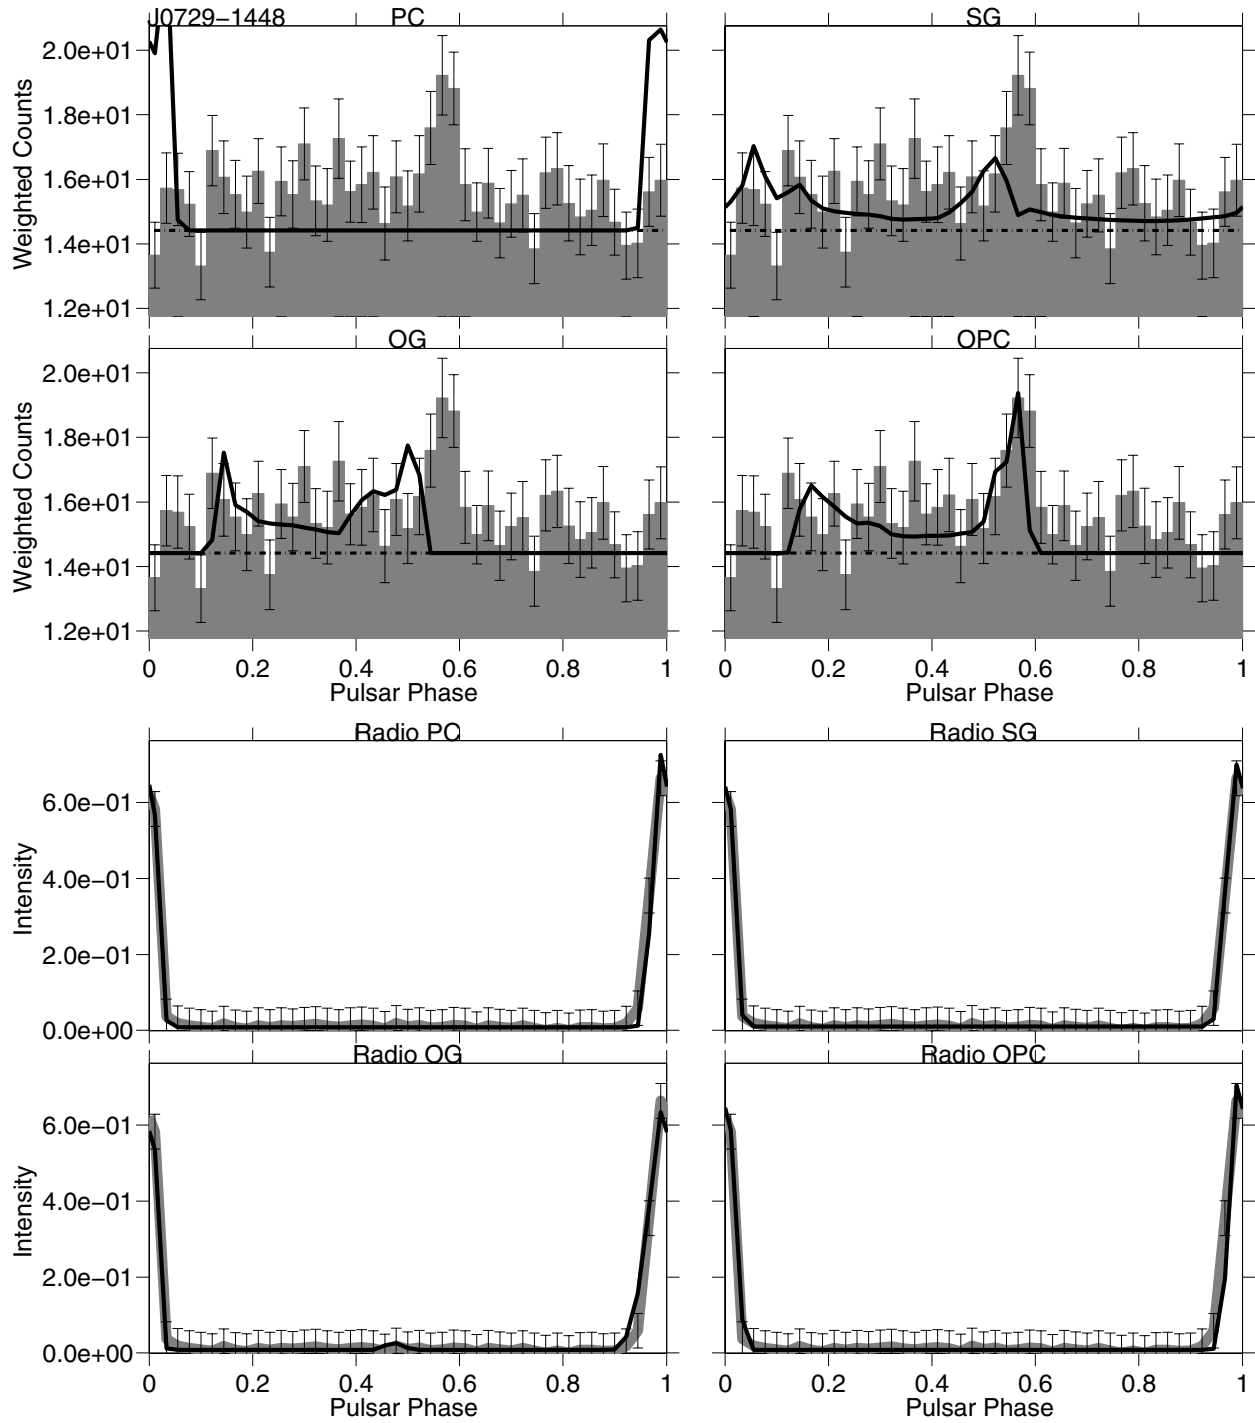 J0729−1448 PC SG
2.0e+01
1.8e+01
1.6e+01
1.4e+01
1.2e+01
Weighted Counts
OG OPC
2.0e+01
1.8e+01
1.6e+01
1.4e+01
1.2e+01
Weighted Counts
0 0.2 0.4 0.6 0.8 1 0 0.2 0.4 0.6 0.8 1
Pulsar Phase Pulsar Phase
Radio PC Radio SG
6.0e−01
4.0e−01
2.0e−01
0.0e+00
Intensity
Radio OG Radio OPC
6.0e−01
4.0e−01
2.0e−01
0.0e+00
Intensity
0 0.2 0.4 0.6 0.8 1 0 0.2 0.4 0.6 0.8 1
Pulsar Phase Pulsar Phase